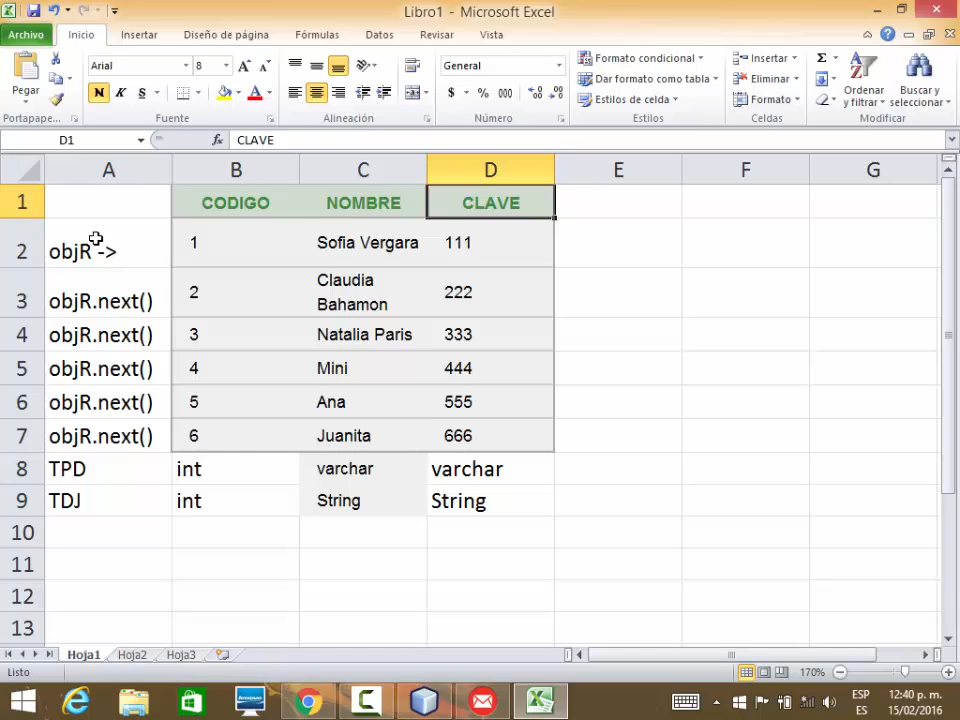 Libro1 - Microsoft Excel
Archivo Inicio Insertar Diseño de página Fórmulas Datos Revisar Vista
Pegar
Arial 8
N K S
General
$ % 000
Formato condicional
Dar formato como tabla
Estilos de celda
Insertar
Eliminar
Formato
Ordenar y filtrar
Buscar y seleccionar
Portapape... Fuente Alineación Número Estilos Celdas Modificar
D1 fx CLAVE
A B C D E F G
1 CODIGO NOMBRE CLAVE
2 objR -> 1 Sofia Vergara 111
3 objR.next() 2 Claudia Bahamon 222
4 objR.next() 3 Natalia Paris 333
5 objR.next() 4 Mini 444
6 objR.next() 5 Ana 555
7 objR.next() 6 Juanita 666
8 TPD int varchar varchar
9 TDJ int String String
10
11
12
13
Hoja1 Hoja2 Hoja3
Listo 170%
ESP 12:40 p. m.
ES 15/02/2016